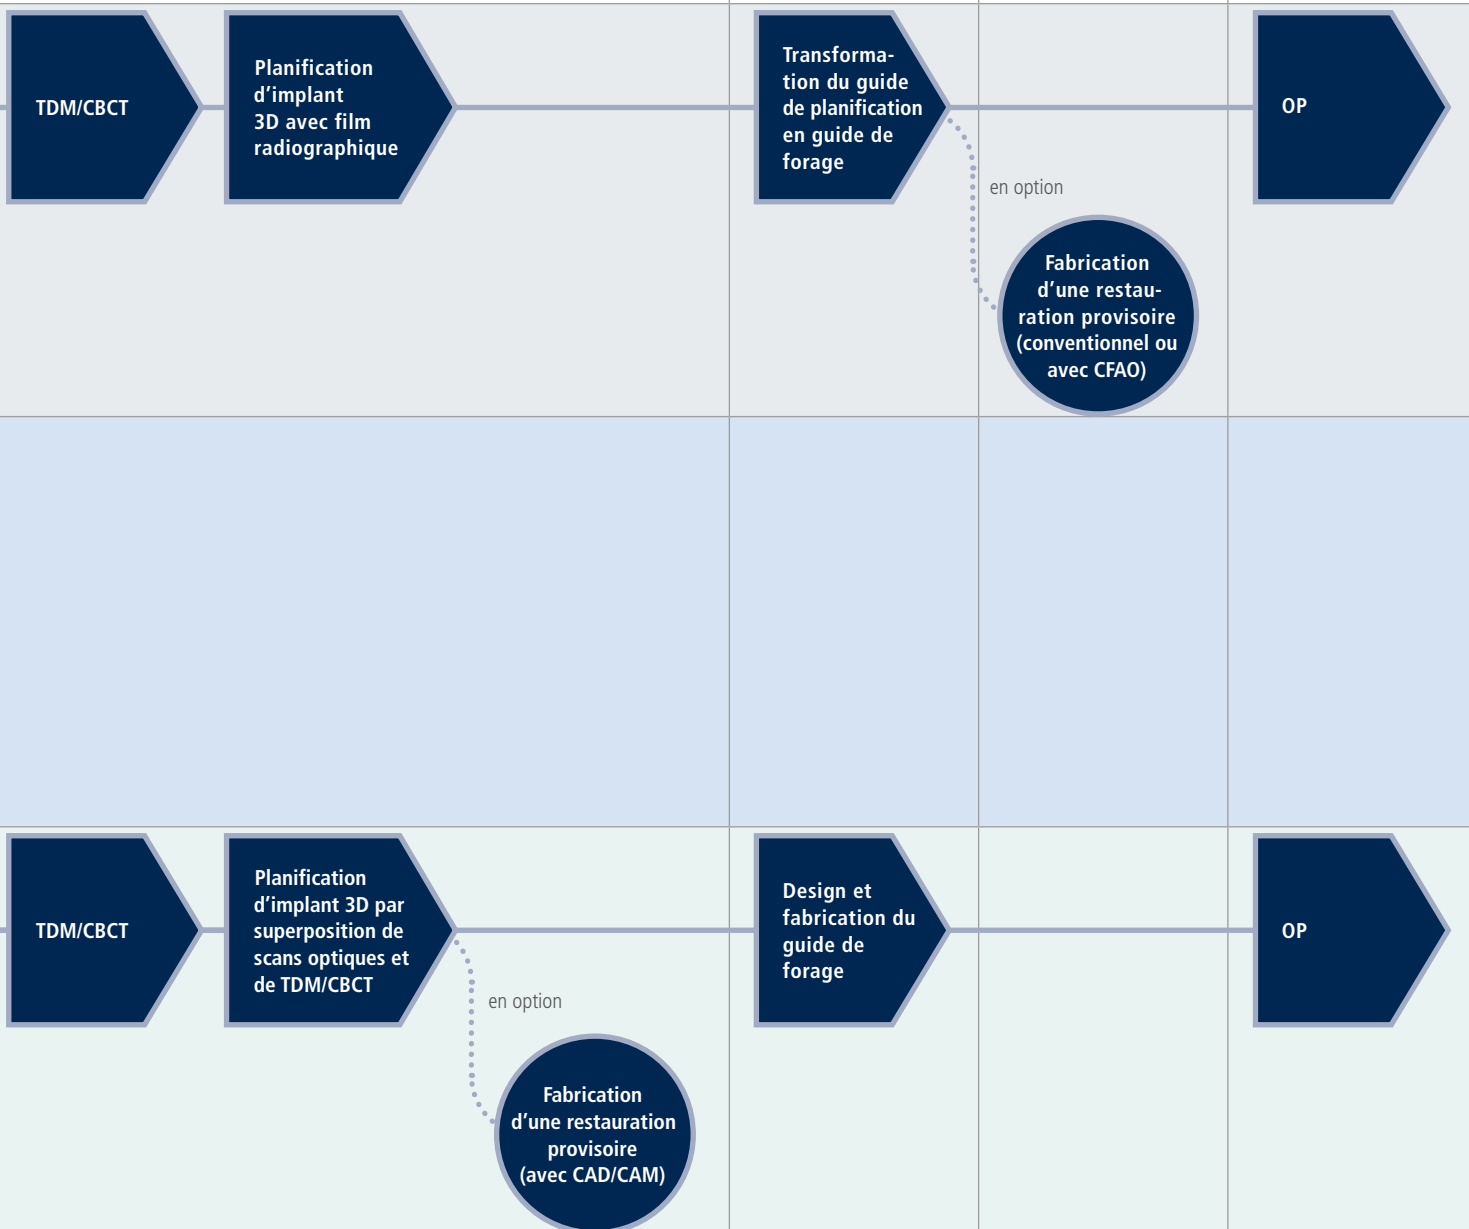 TDM/CBCT
Planification
d’implant
3D avec film
radiographique
Transforma-
tion du guide
de planification
en guide de
forage
OP
en option
Fabrication
d’une restau-
ration provisoire
(conventionnel ou
avec CFAO)
TDM/CBCT
Planification
d’implant 3D par
superposition de
scans optiques et
de TDM/CBCT
Design et
fabrication du
guide de
forage
OP
en option
Fabrication
d’une restauration
provisoire
(avec CAD/CAM)